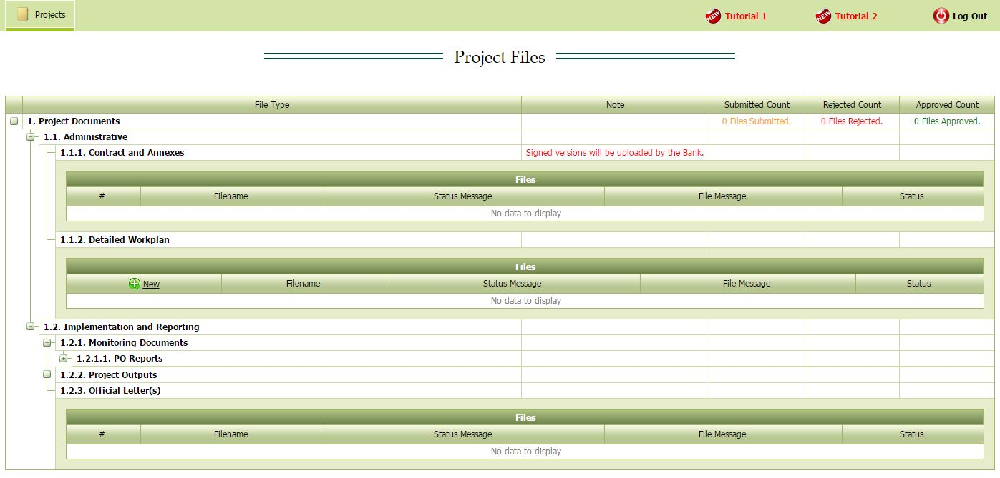 Projects NEW Tutorial 1 NEW Tutorial 2 Log Out
Project Files
File Type Note Submitted Count Rejected Count Approved Count
1. Project Documents 0 Files Submitted. 0 Files Rejected. 0 Files Approved.
1.1. Administrative
1.1.1. Contract and Annexes Signed versions will be uploaded by the Bank.
Files
# Filename Status Message File Message Status
No data to display
1.1.2. Detailed Workplan
Files
New Filename Status Message File Message Status
No data to display
1.2. Implementation and Reporting
1.2.1. Monitoring Documents
1.2.1.1. PO Reports
1.2.2. Project Outputs
1.2.3. Official Letter(s)
Files
# Filename Status Message File Message Status
No data to display